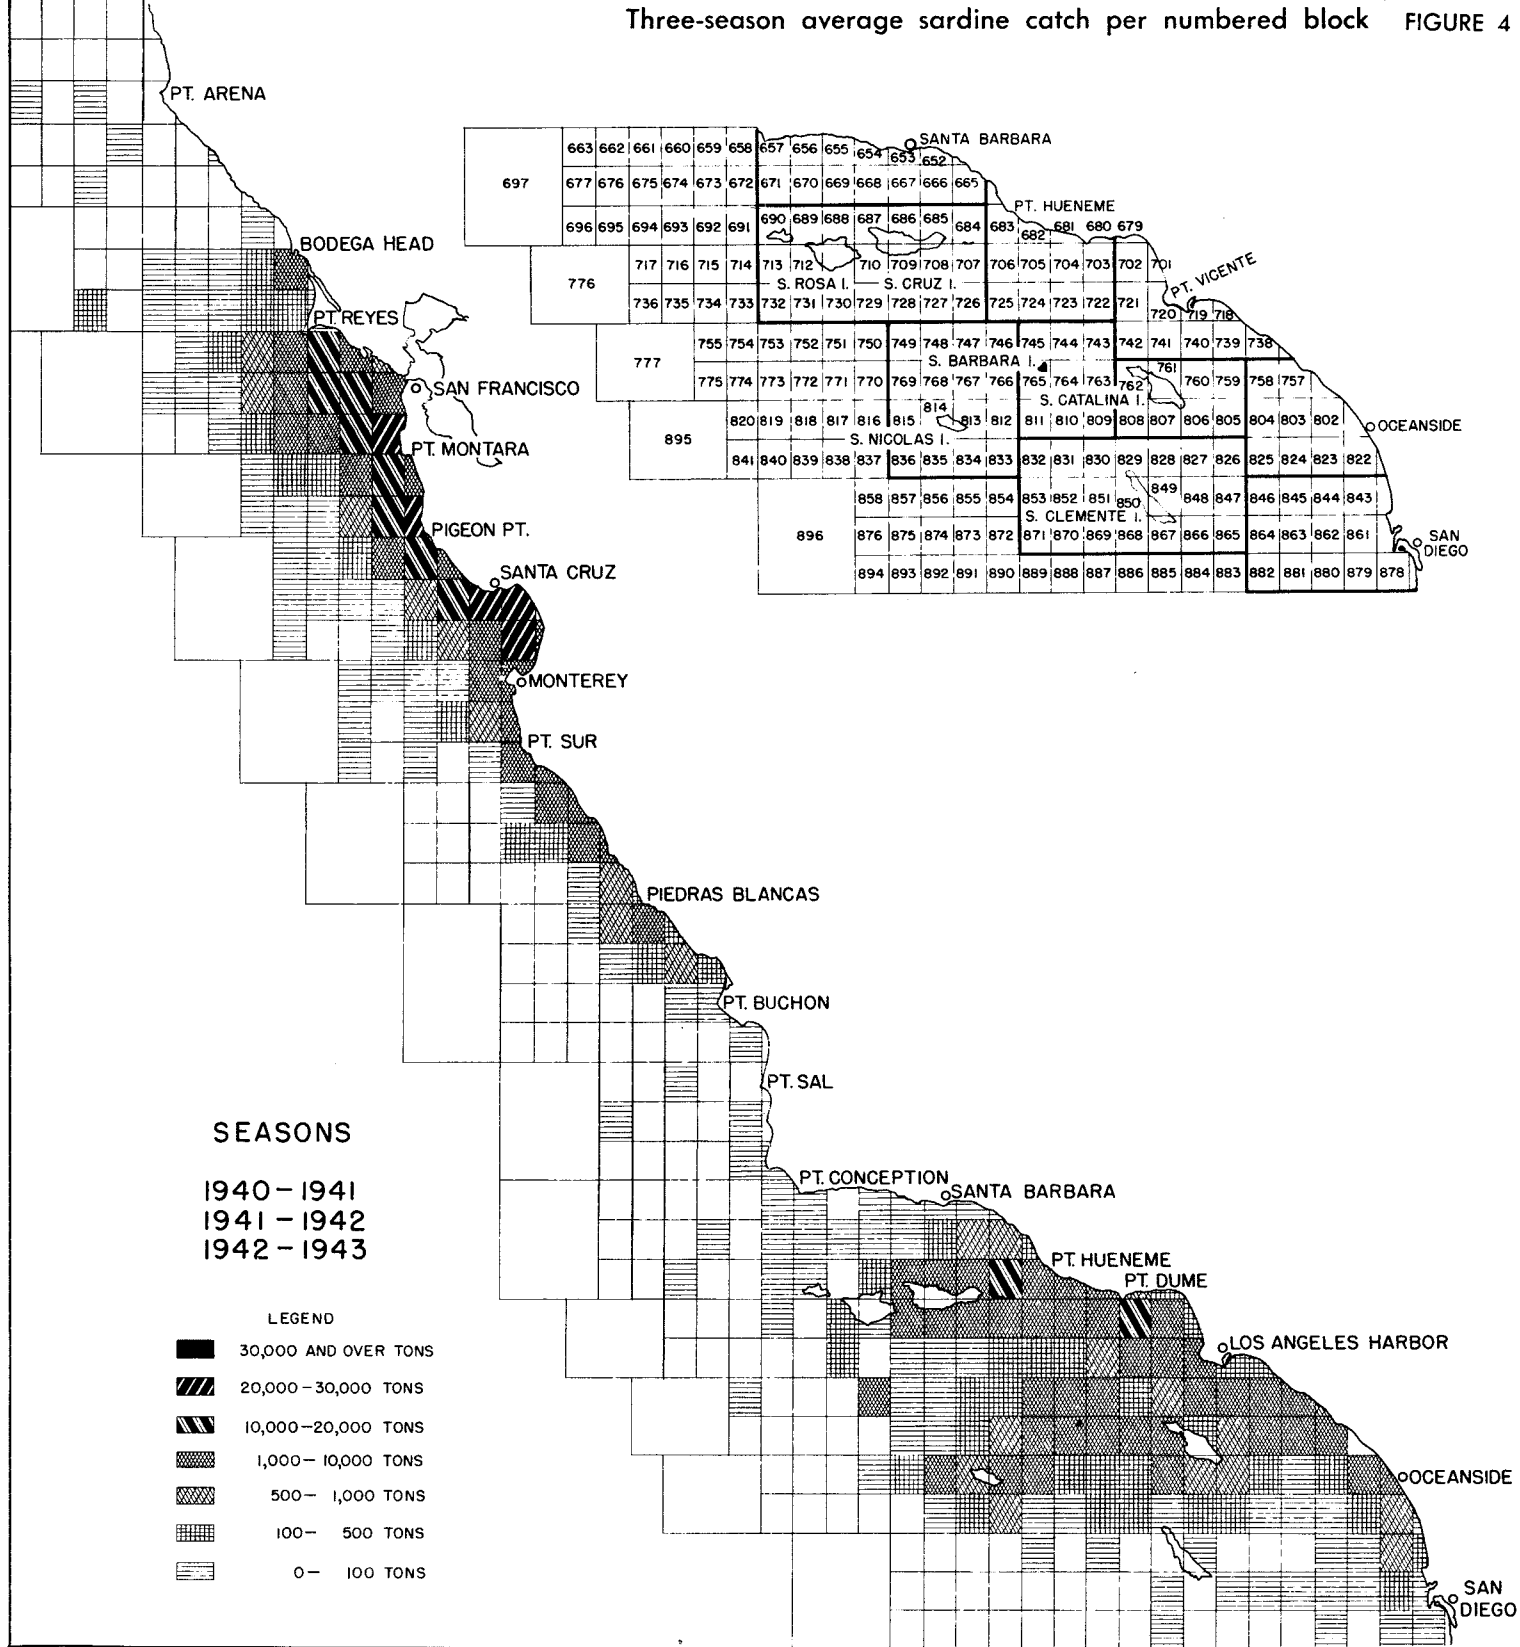 Three-season average sardine catch per numbered block FIGURE 4
PT. ARENA
BODEGA HEAD
PT. REYES
SAN FRANCISCO
PT. MONTARA
PIGEON PT.
SANTA CRUZ
MONTEREY
PT. SUR
PIEDRAS BLANCAS
PT. BUCHON
PT. SAL
PT. CONCEPTION
SANTA BARBARA
PT. HUENEME
PT. DUME
LOS ANGELES HARBOR
OCEANSIDE
SAN
DIEGO
SANTA BARBARA
663 662 661 660 659 658 657 656 655 654 653 652
697
677 676 675 674 673 672 671 670 669 668 667 666 665
PT. HUENEME
696 695 694 693 692 691 690 689 688 687 686 685 684 683 682 681 680 679
717 716 715 714 713 712 710 709 708 707 706 705 704 703 702 701
PT. VICENTE
776
S. ROSA I. S. CRUZ I.
736 735 734 733 732 731 730 729 728 727 726 725 724 723 722 721
720 719 718
755 754 753 752 751 750 749 748 747 746 745 744 743 742 741 740 739 738
777
S. BARBARA I.
761
775 774 773 772 771 770 769 768 767 766 765 764 763 762 760 759 758 757
S. CATALINA I.
814
820 819 818 817 816 815 813 812 811 810 809 808 807 806 805 804 803 802
OCEANSIDE
895
S. NICOLAS I.
841 840 839 838 837 836 835 834 833 832 831 830 829 828 827 826 825 824 823 822
849
858 857 856 855 854 853 852 851 850 848 847 846 845 844 843
S. CLEMENTE I.
896
876 875 874 873 872 871 870 869 868 867 866 865 864 863 862 861
SAN
DIEGO
894 893 892 891 890 889 888 887 886 885 884 883 882 881 880 879 878
SEASONS
1940-1941
1941-1942
1942-1943
LEGEND
30,000 AND OVER TONS
20,000-30,000 TONS
10,000-20,000 TONS
1,000- 10,000 TONS
500- 1,000 TONS
100- 500 TONS
0- 100 TONS